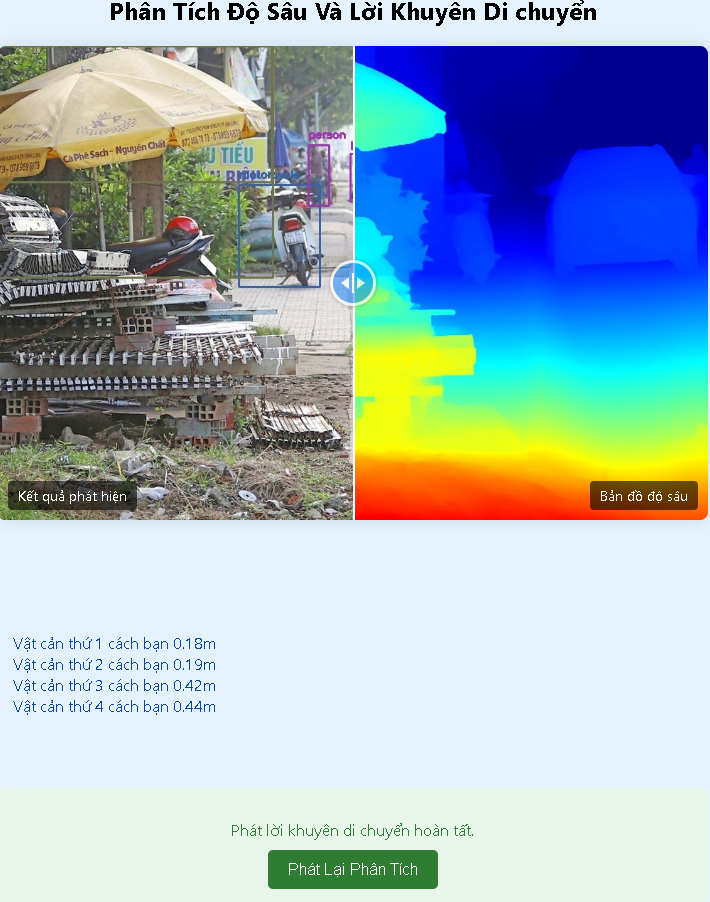 Phân Tích Độ Sâu Và Lời Khuyên Di chuyển
person
Cà Phê Sạch - Nguyên Chất
Kết quả phát hiện
Bản đồ độ sâu
Vật cản thứ 1 cách bạn 0.18m
Vật cản thứ 2 cách bạn 0.19m
Vật cản thứ 3 cách bạn 0.42m
Vật cản thứ 4 cách bạn 0.44m
Phát lời khuyên di chuyển hoàn tất.
Phát Lại Phân Tích